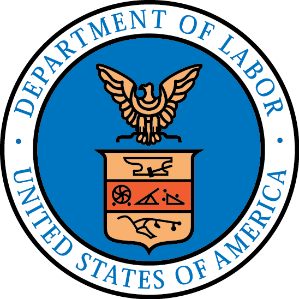 DEPARTMENT OF LABOR
UNITED STATES OF AMERICA